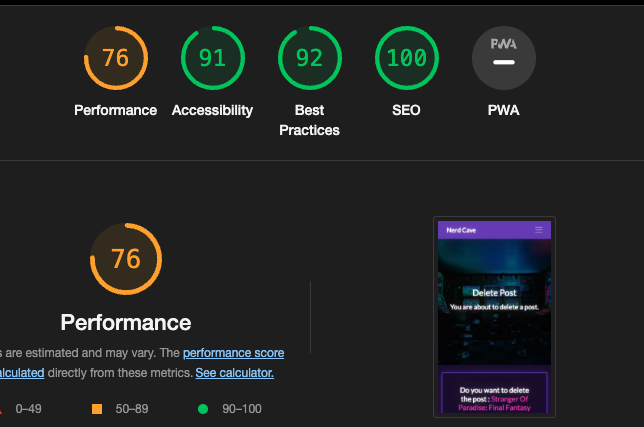 76
91
92
100
PWA
Performance
Accessibility
Best
Practices
SEO
PWA
76
Performance
s are estimated and may vary. The performance score
alculated directly from these metrics. See calculator.
0–49
50–89
90–100
Nerd Cave
Delete Post
You are about to delete a post.
Do you want to delete
the post : Stranger Of
Paradise: Final Fantasy